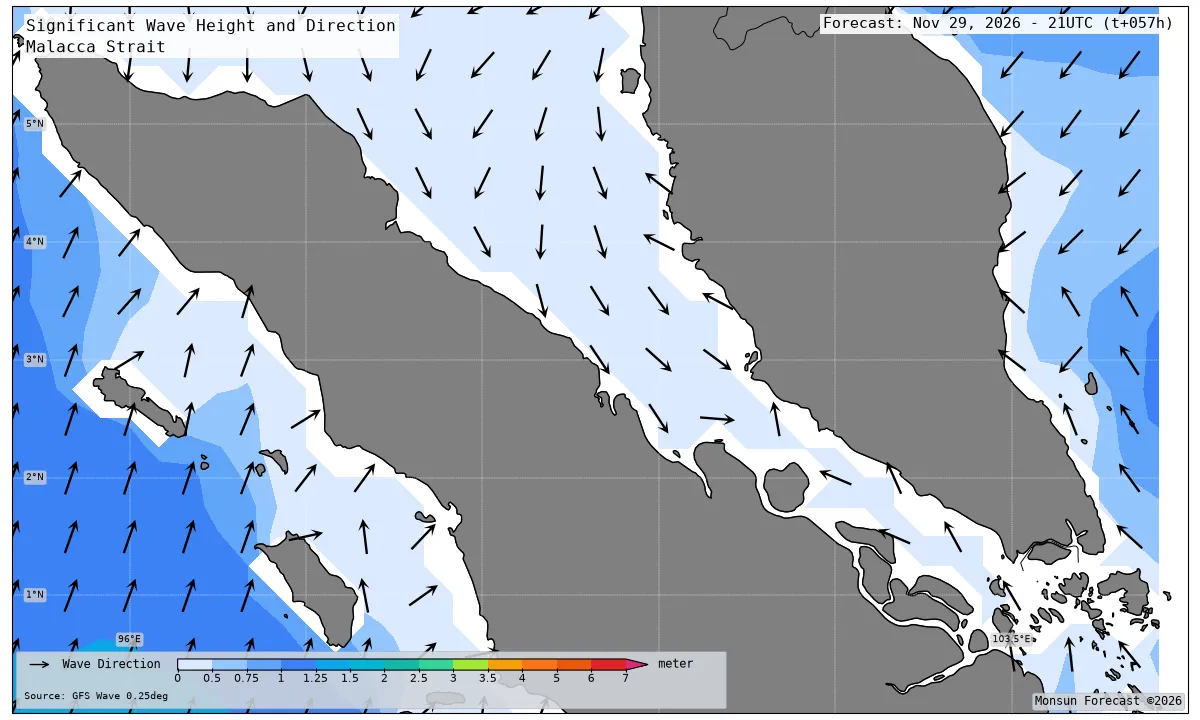 Significant Wave Height and Direction
Malacca Strait
Forecast: Nov 29, 2026 - 21UTC (t+057h)
5°N
4°N
3°N
2°N
1°N
96°E
103.5°E
Wave Direction
meter
0 0.5 0.75 1 1.25 1.5 2 2.5 3 3.5 4 5 6 7
Source: GFS Wave 0.25deg
Monsun Forecast ©2026